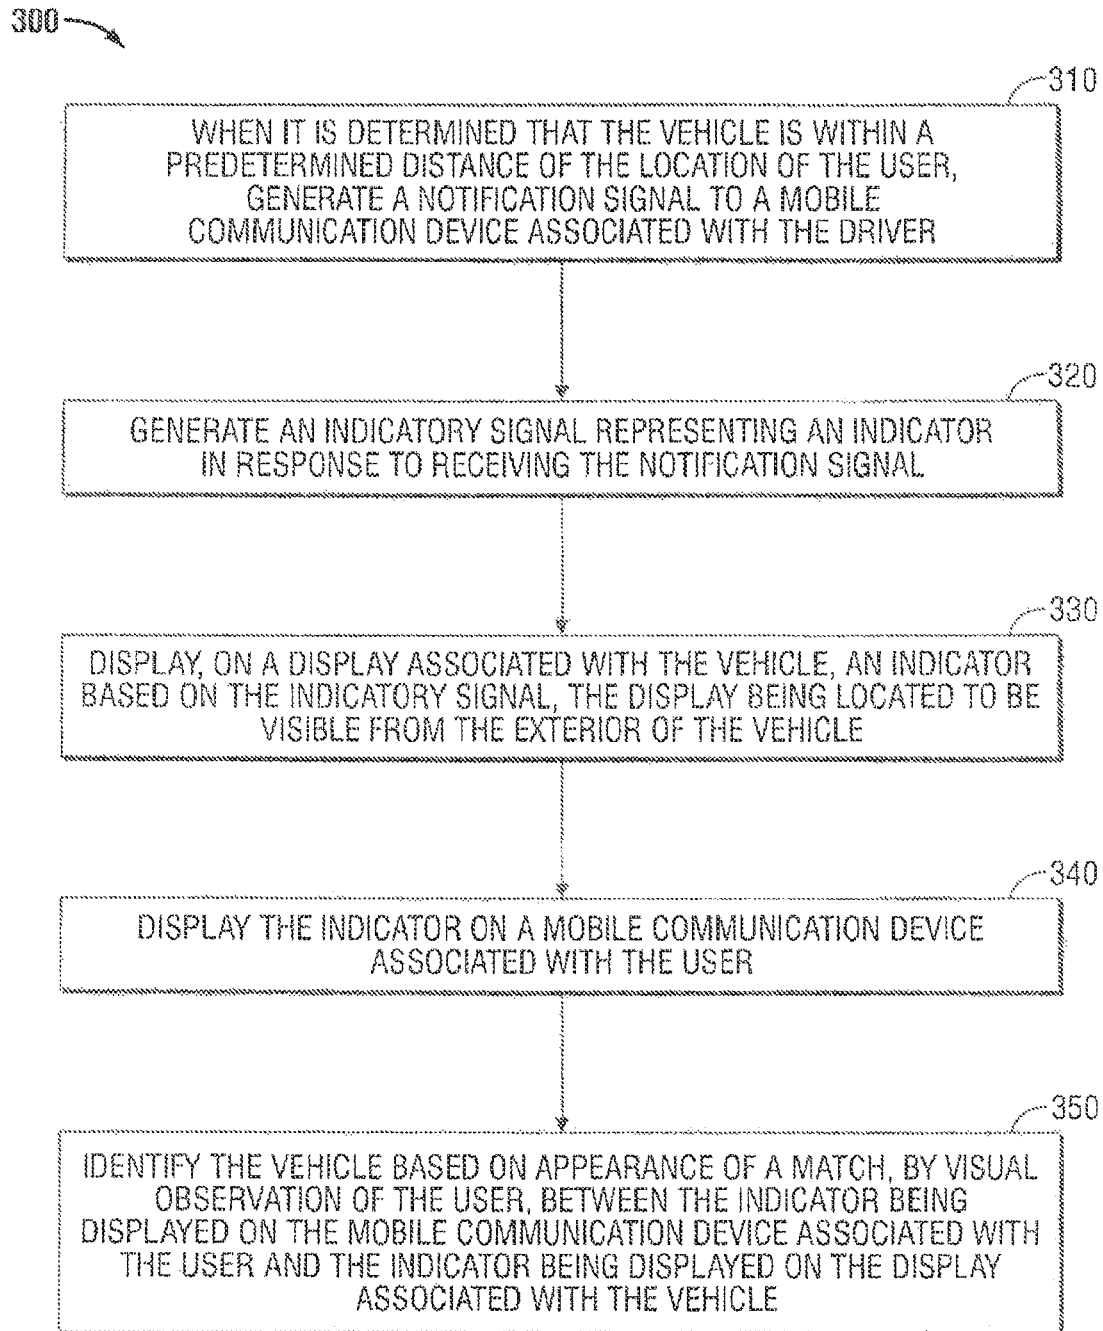 300
310
WHEN IT IS DETERMINED THAT THE VEHICLE IS WITHIN A
PREDETERMINED DISTANCE OF THE LOCATION OF THE USER,
GENERATE A NOTIFICATION SIGNAL TO A MOBILE
COMMUNICATION DEVICE ASSOCIATED WITH THE DRIVER
320
GENERATE AN INDICATORY SIGNAL REPRESENTING AN INDICATOR
IN RESPONSE TO RECEIVING THE NOTIFICATION SIGNAL
330
DISPLAY, ON A DISPLAY ASSOCIATED WITH THE VEHICLE, AN INDICATOR
BASED ON THE INDICATORY SIGNAL, THE DISPLAY BEING LOCATED TO BE
VISIBLE FROM THE EXTERIOR OF THE VEHICLE
340
DISPLAY THE INDICATOR ON A MOBILE COMMUNICATION DEVICE
ASSOCIATED WITH THE USER
350
IDENTIFY THE VEHICLE BASED ON APPEARANCE OF A MATCH, BY VISUAL
OBSERVATION OF THE USER, BETWEEN THE INDICATOR BEING
DISPLAYED ON THE MOBILE COMMUNICATION DEVICE ASSOCIATED WITH
THE USER AND THE INDICATOR BEING DISPLAYED ON THE DISPLAY
ASSOCIATED WITH THE VEHICLE